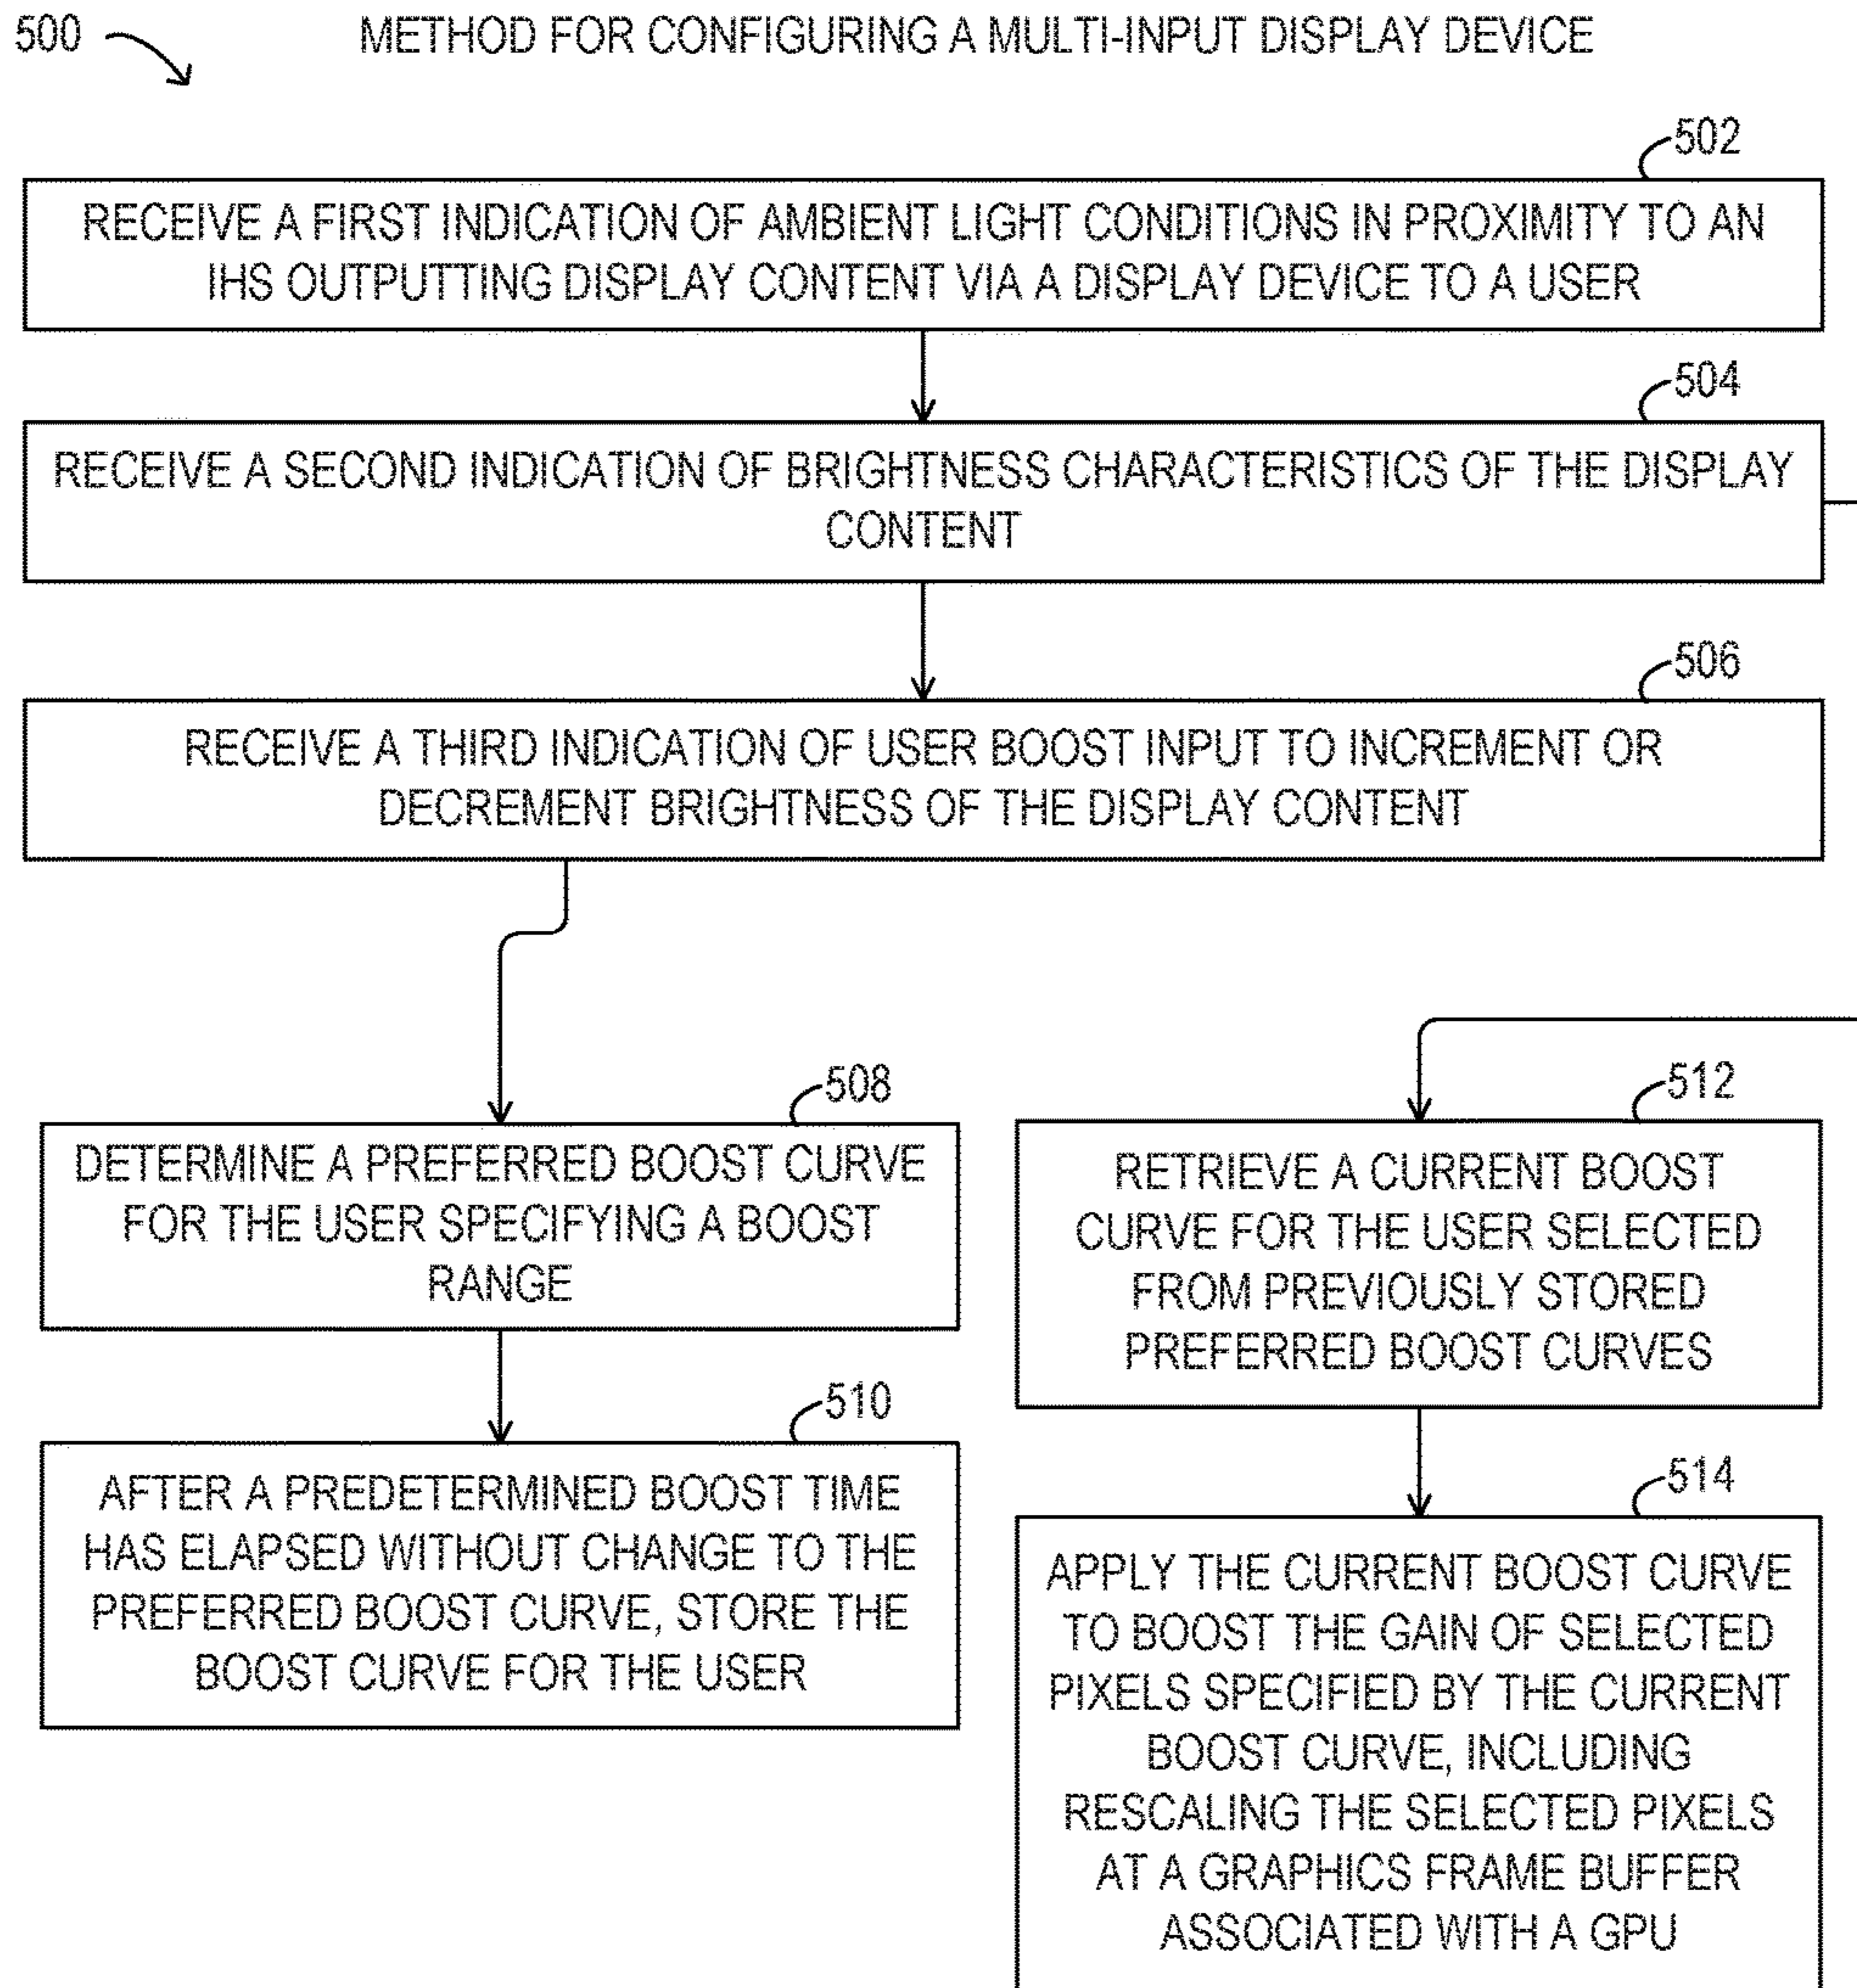 500
METHOD FOR CONFIGURING A MULTI-INPUT DISPLAY DEVICE
502
RECEIVE A FIRST INDICATION OF AMBIENT LIGHT CONDITIONS IN PROXIMITY TO AN
IHS OUTPUTTING DISPLAY CONTENT VIA A DISPLAY DEVICE TO A USER
504
RECEIVE A SECOND INDICATION OF BRIGHTNESS CHARACTERISTICS OF THE DISPLAY
CONTENT
506
RECEIVE A THIRD INDICATION OF USER BOOST INPUT TO INCREMENT OR
DECREMENT BRIGHTNESS OF THE DISPLAY CONTENT
508
DETERMINE A PREFERRED BOOST CURVE
FOR THE USER SPECIFYING A BOOST
RANGE
510
AFTER A PREDETERMINED BOOST TIME
HAS ELAPSED WITHOUT CHANGE TO THE
PREFERRED BOOST CURVE, STORE THE
BOOST CURVE FOR THE USER
512
RETRIEVE A CURRENT BOOST
CURVE FOR THE USER SELECTED
FROM PREVIOUSLY STORED
PREFERRED BOOST CURVES
514
APPLY THE CURRENT BOOST CURVE
TO BOOST THE GAIN OF SELECTED
PIXELS SPECIFIED BY THE CURRENT
BOOST CURVE, INCLUDING
RESCALING THE SELECTED PIXELS
AT A GRAPHICS FRAME BUFFER
ASSOCIATED WITH A GPU